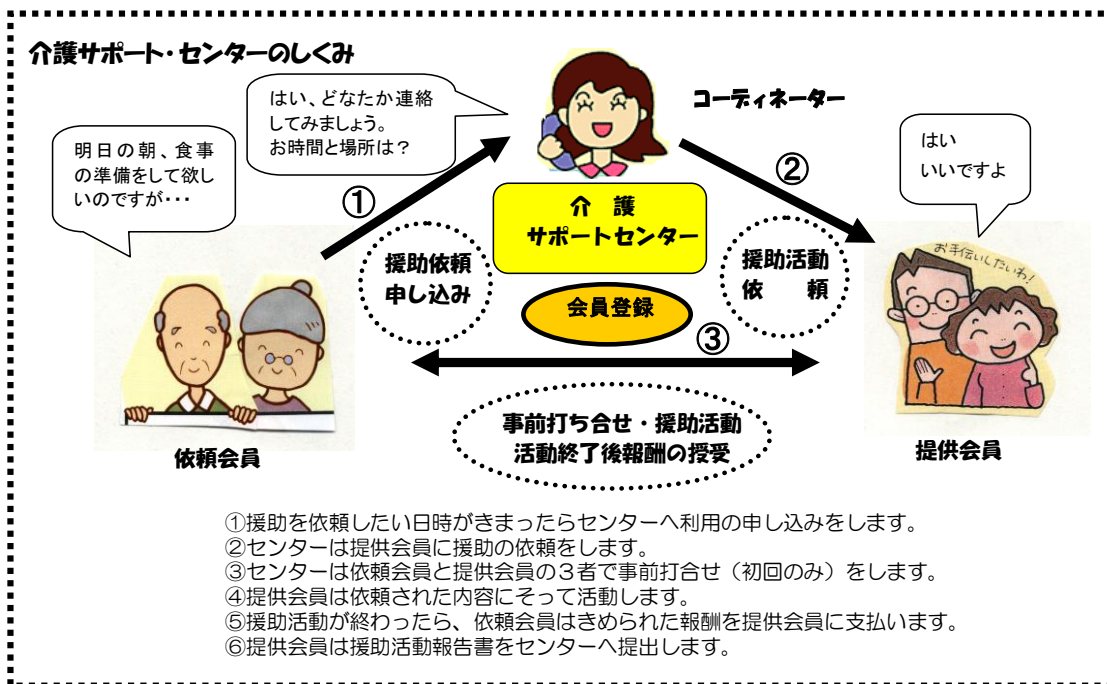 介護サポート・センターのしくみ
はい、どなたか連絡
してみましょう。
お時間と場所は？
コーディネーター
明日の朝、食事
の準備をして欲し
いのですが・・・
はい
いいですよ
①
②
介　護
サポートセンター
援助依頼
申し込み
援助活動
依　　頼
お手伝いしたいわ!
会員登録
③
事前打ち合せ・援助活動
活動終了後報酬の授受
依頼会員
提供会員
①援助を依頼したい日時がきまったらセンターへ利用の申し込みをします。
②センターは提供会員に援助の依頼をします。
③センターは依頼会員と提供会員の３者で事前打合せ（初回のみ）をします。
④提供会員は依頼された内容にそって活動します。
⑤援助活動が終わったら、依頼会員はきめられた報酬を提供会員に支払います。
⑥提供会員は援助活動報告書をセンターへ提出します。